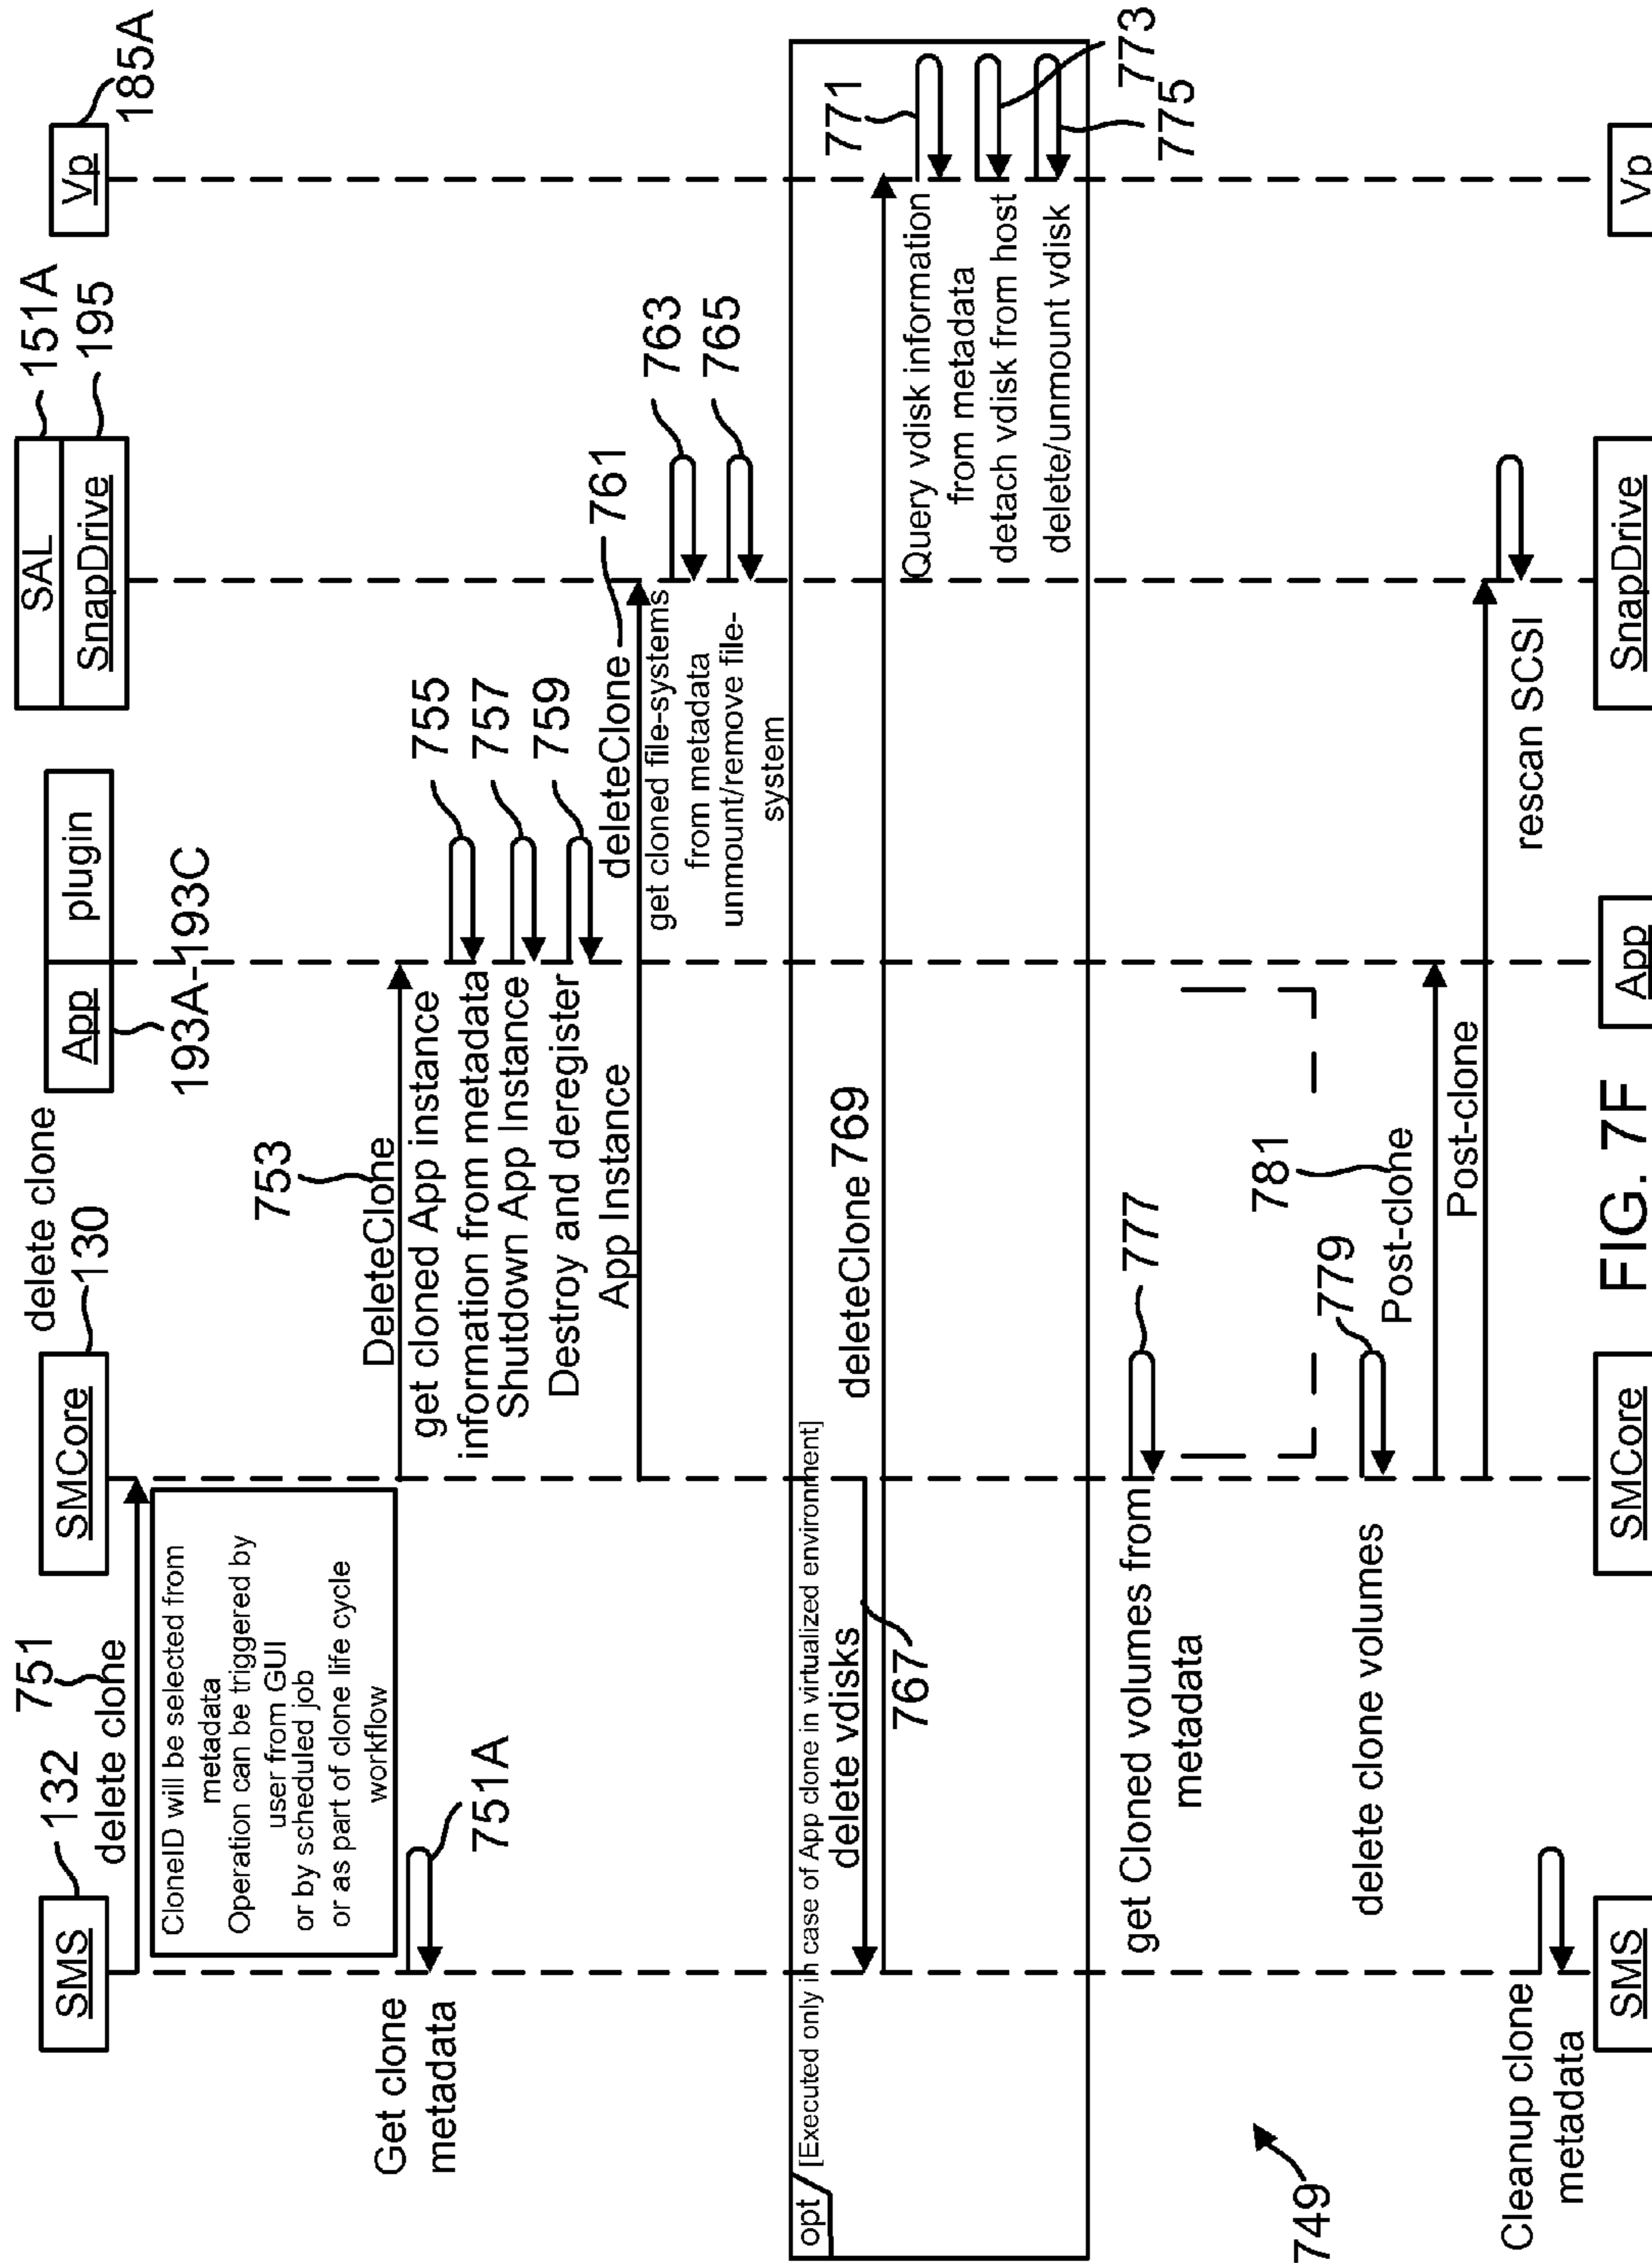 delete clone
SMS
132
SMCore
130
App
plugin
193A-193C
SAL
151A
SnapDrive
195
Vp
185A
751
delete clone
CloneID will be selected from
metadata
Operation can be triggered by
user from GUI
or by scheduled job
or as part of clone life cycle
workflow
Get clone
metadata
751A
753
DeleteClone
get cloned App instance
information from metadata
Shutdown App Instance
Destroy and deregister
App Instance
755
757
759
deleteClone
761
get cloned file-systems
from metadata
unmount/remove file-
system
763
765
opt
[Executed only in case of App clone in virtualized environment]
delete vdisks
767
deleteClone 769
Query vdisk information
from metadata
detach vdisk from host
delete/unmount vdisk
771
773
775
get Cloned volumes from
metadata
777
delete clone volumes
779
781
Post-clone
Post-clone
rescan SCSI
Cleanup clone
metadata
749
SMS
SMCore
App
SnapDrive
Vp
FIG. 7F